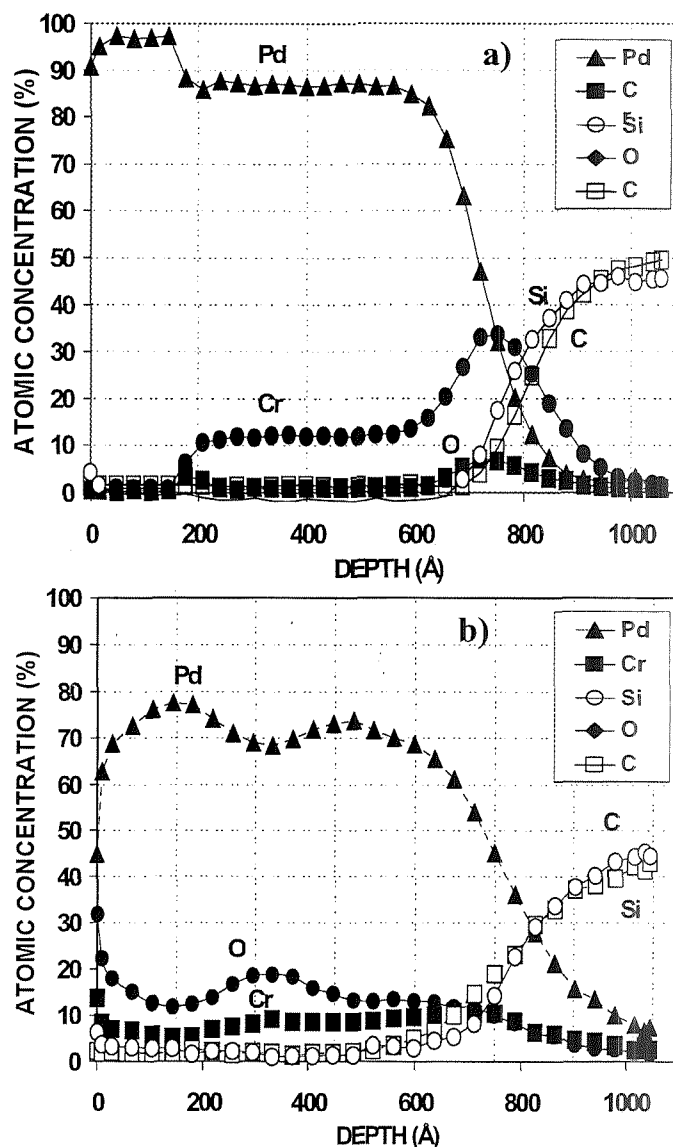 100
90
80
70
60
50
40
30
20
10
0
ATOMIC CONCENTRATION (%)
a)
Pd
Cr
O
Si
C
Pd
C
Si
O
C
0 200 400 600 800 1000
DEPTH (Å)
100
90
80
70
60
50
40
30
20
10
0
ATOMIC CONCENTRATION (%)
b)
Pd
O
Cr
C
Si
Pd
Cr
Si
O
C
0 200 400 600 800 1000
DEPTH (Å)